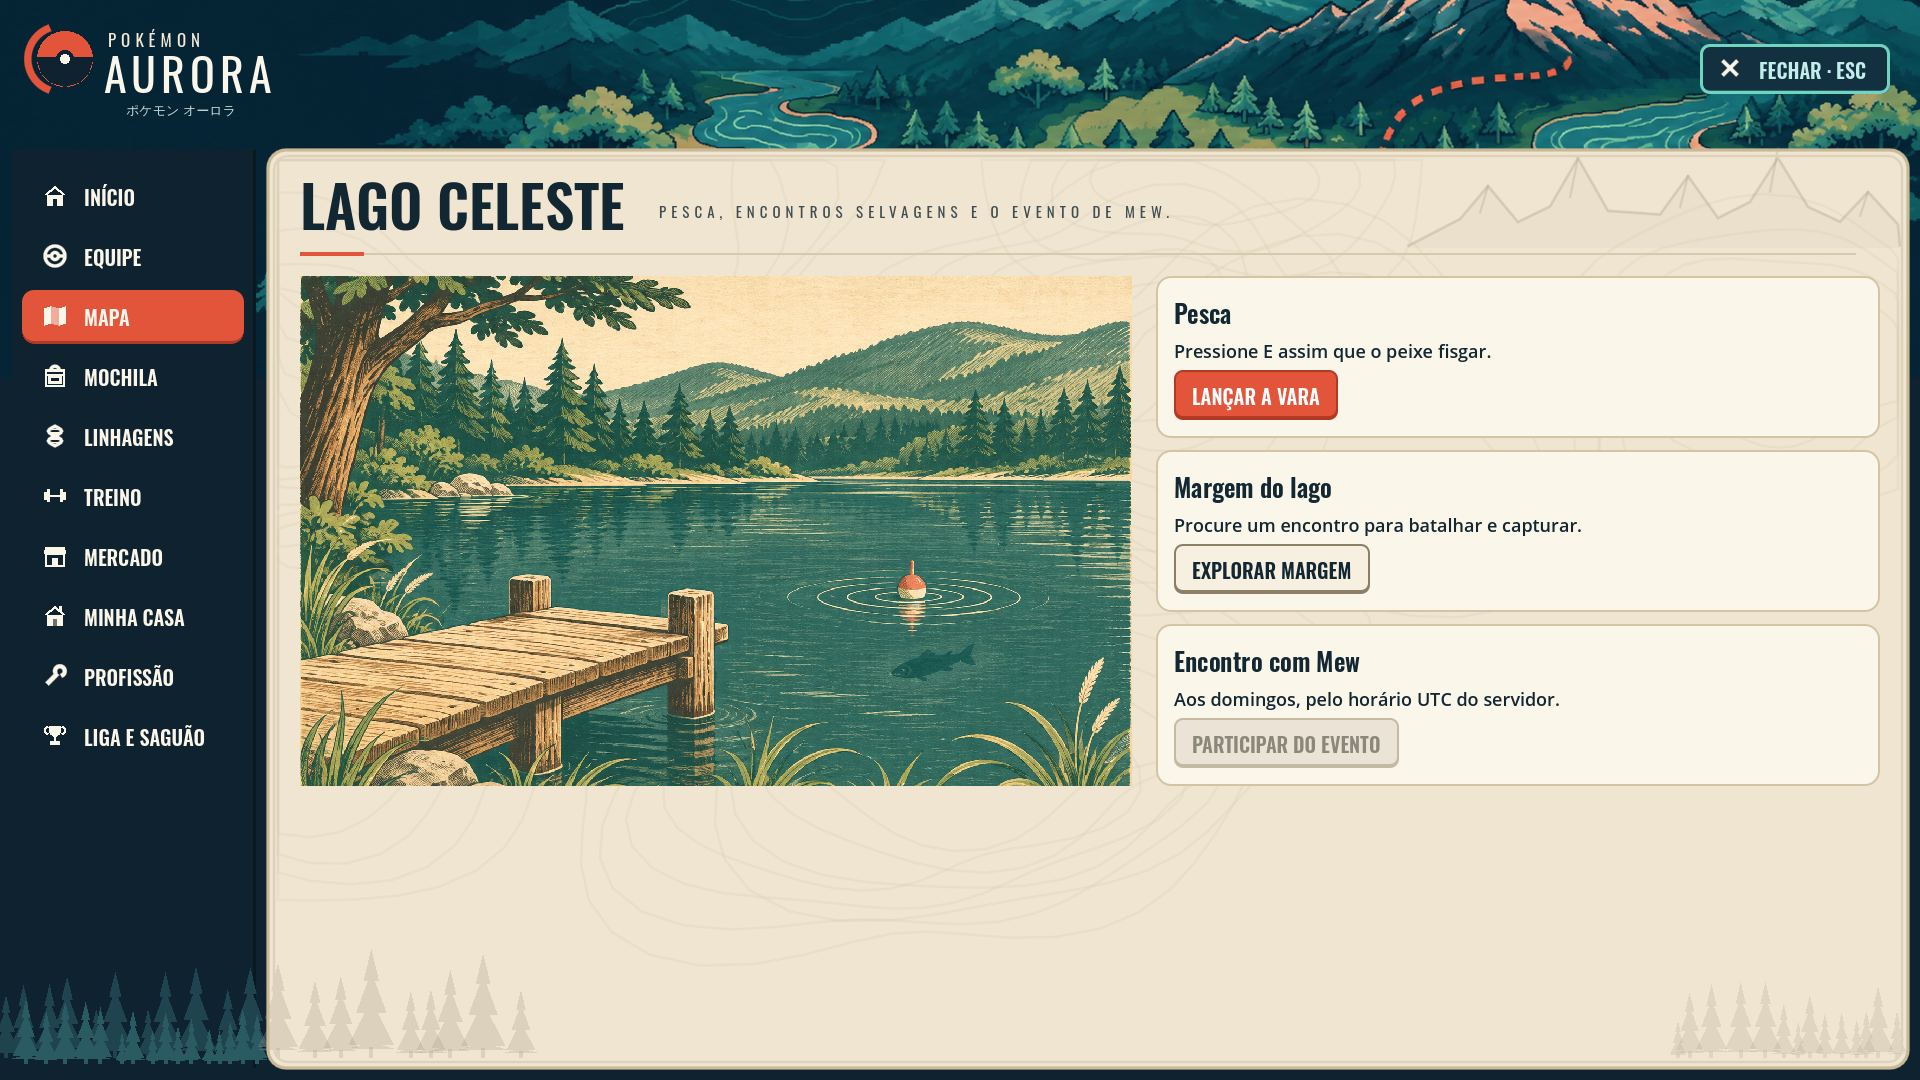 POKÉMON
AURORA
ポケモン オーロラ
FECHAR · ESC
INÍCIO
EQUIPE
MAPA
MOCHILA
LINHAGENS
TREINO
MERCADO
MINHA CASA
PROFISSÃO
LIGA E SAGUÃO
LAGO CELESTE
PESCA, ENCONTROS SELVAGENS E O EVENTO DE MEW.
Pesca
Pressione E assim que o peixe fisgar.
LANÇAR A VARA
Margem do lago
Procure um encontro para batalhar e capturar.
EXPLORAR MARGEM
Encontro com Mew
Aos domingos, pelo horário UTC do servidor.
PARTICIPAR DO EVENTO